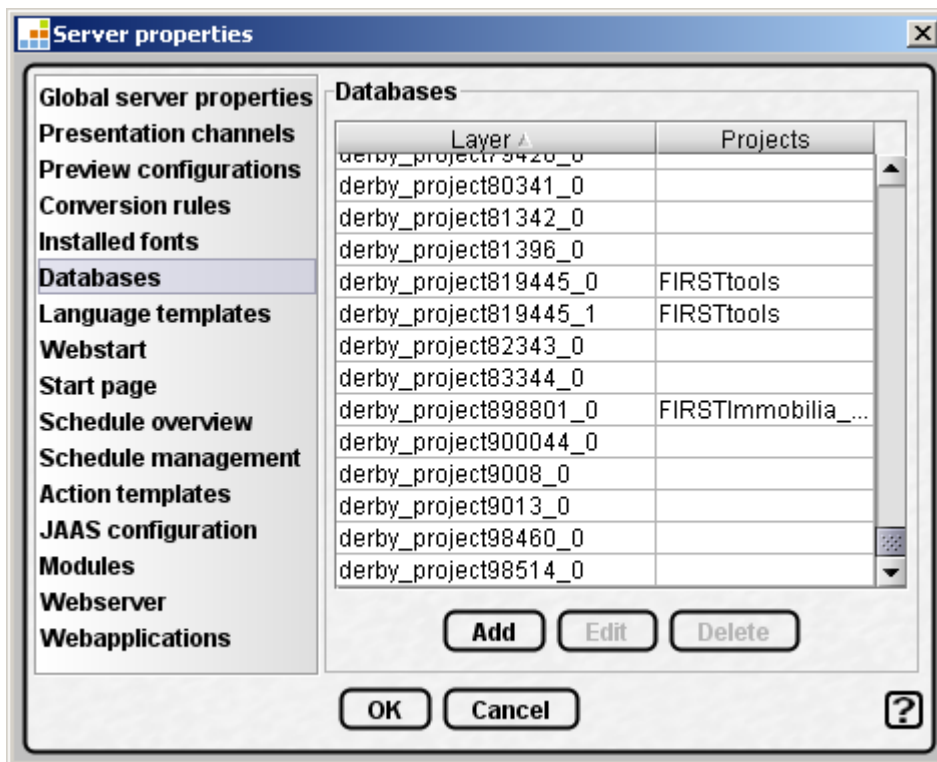 Server properties
Global server properties
Presentation channels
Preview configurations
Conversion rules
Installed fonts
Databases
Language templates
Webstart
Start page
Schedule overview
Schedule management
Action templates
JAAS configuration
Modules
Webserver
Webapplications
Databases
Layer Projects
derby_project79420_0
derby_project80341_0
derby_project81342_0
derby_project81396_0
derby_project819445_0 FIRSTtools
derby_project819445_1 FIRSTtools
derby_project82343_0
derby_project83344_0
derby_project898801_0 FIRSTImmobilia_...
derby_project900044_0
derby_project9008_0
derby_project9013_0
derby_project98460_0
derby_project98514_0
Add Edit Delete
OK Cancel ?